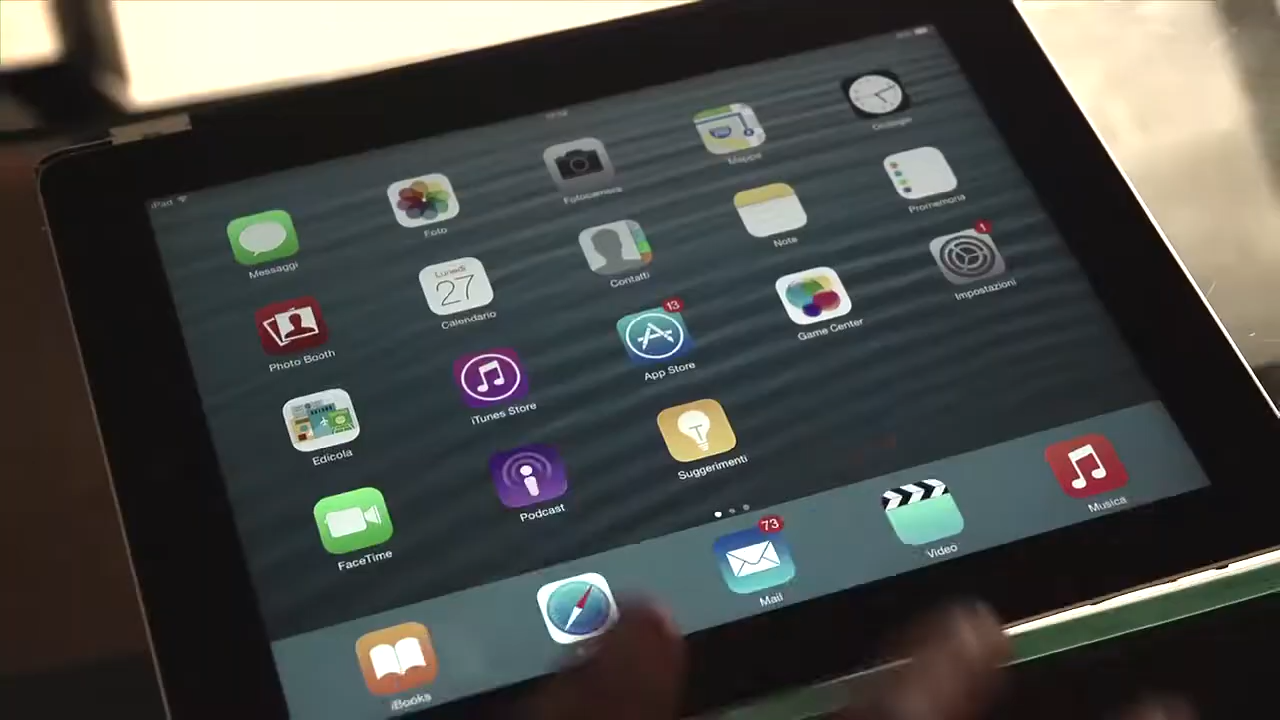 iPad
Messaggi
Foto
Fotocamera
Mappe
Orologio
Photo Booth
Lunedì
27
Calendario
Contatti
Note
Promemoria
Edicola
iTunes Store
13
App Store
Game Center
1
Impostazioni
FaceTime
Podcast
Suggerimenti
iBooks
73
Mail
Video
Musica